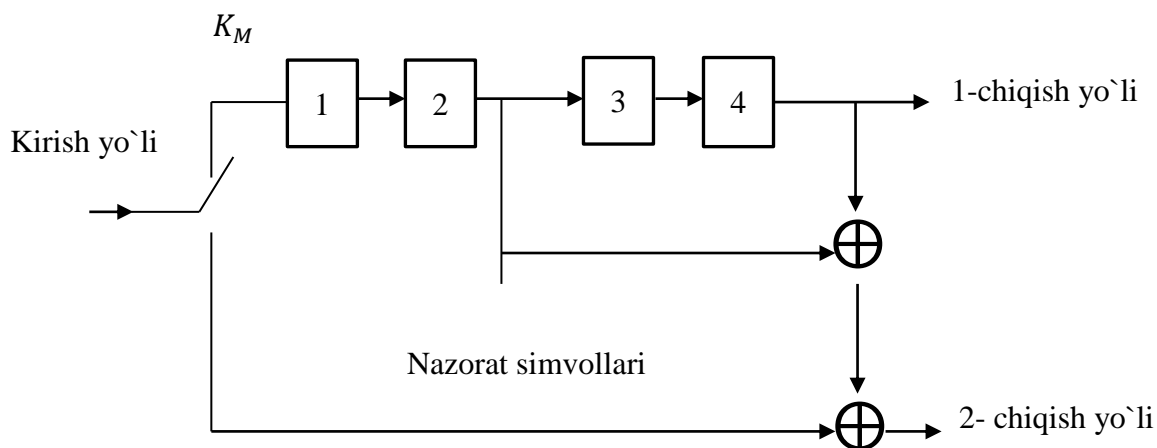 K_M
1 2 3 4
1-chiqish yo`li
Kirish yo`li
Nazorat simvollari
2- chiqish yo`li